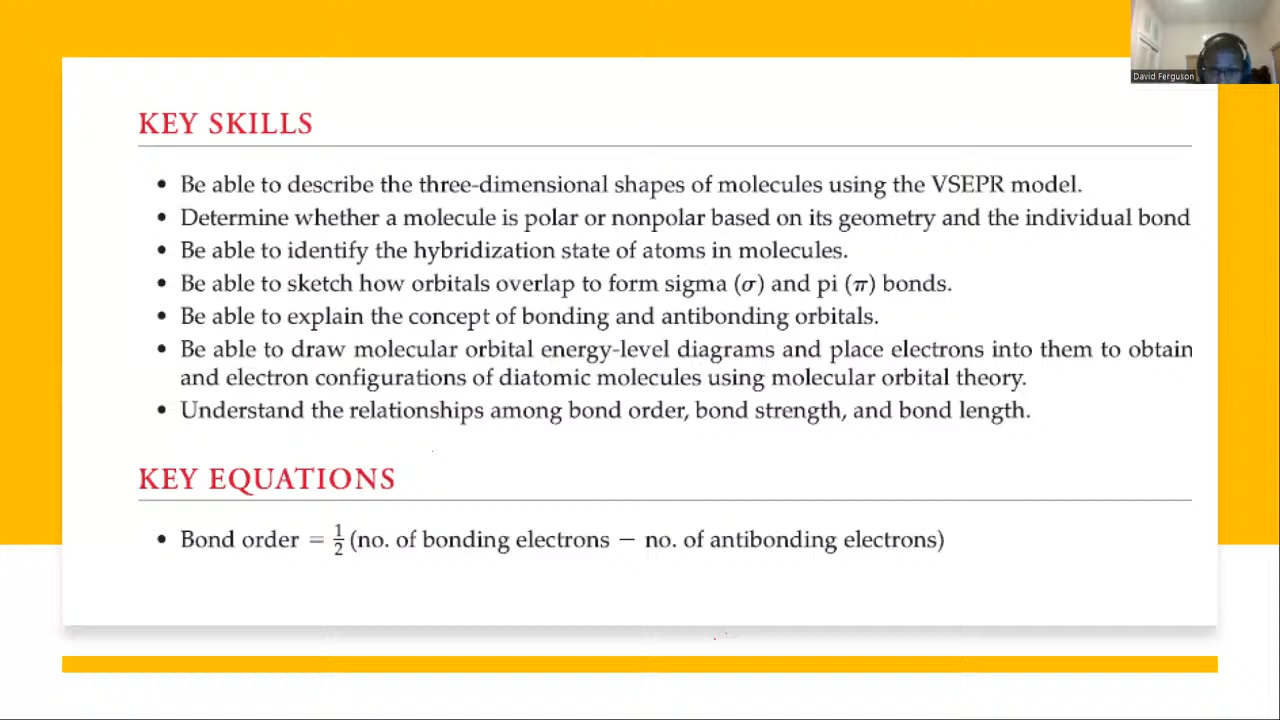 David Ferguson
KEY SKILLS
• Be able to describe the three-dimensional shapes of molecules using the VSEPR model.
• Determine whether a molecule is polar or nonpolar based on its geometry and the individual bond
• Be able to identify the hybridization state of atoms in molecules.
• Be able to sketch how orbitals overlap to form sigma (σ) and pi (π) bonds.
• Be able to explain the concept of bonding and antibonding orbitals.
• Be able to draw molecular orbital energy-level diagrams and place electrons into them to obtain
and electron configurations of diatomic molecules using molecular orbital theory.
• Understand the relationships among bond order, bond strength, and bond length.
KEY EQUATIONS
• Bond order = 1/2 (no. of bonding electrons − no. of antibonding electrons)